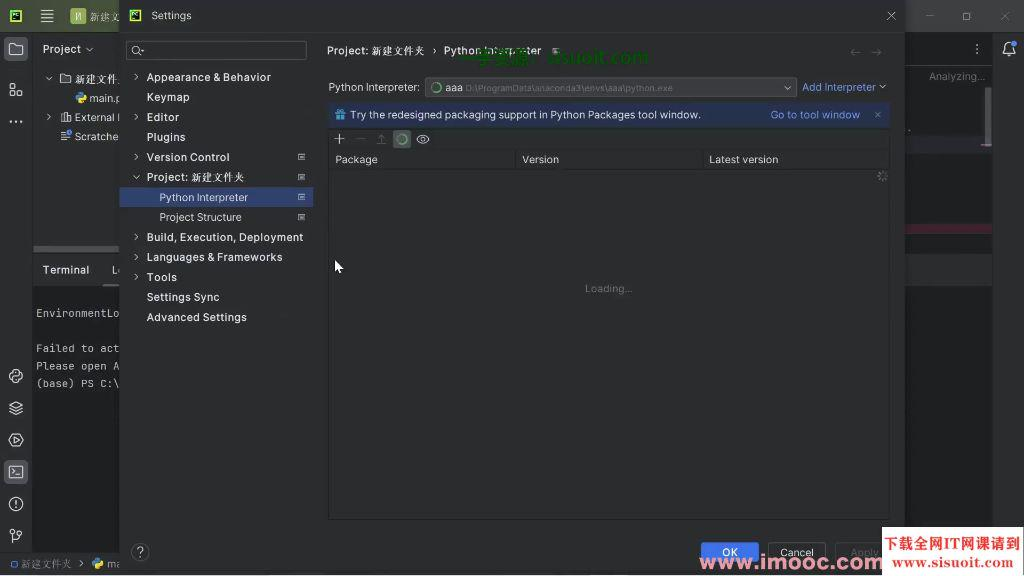 新建文
Settings
Project
新建文件
main.p
External
Scratche
Appearance & Behavior
Keymap
Editor
Plugins
Version Control
Project: 新建文件夹
Python Interpreter
Project Structure
Build, Execution, Deployment
Languages & Frameworks
Tools
Settings Sync
Advanced Settings
Project: 新建文件夹 › Python Interpreter
sisuoit.com
Python Interpreter: aaa D:\ProgramData\anaconda3\envs\aaa\python.exe
Add Interpreter
Try the redesigned packaging support in Python Packages tool window.
Go to tool window
Package Version Latest version
Loading...
Analyzing...
Terminal Lo
EnvironmentLo
Failed to act
Please open A
(base) PS C:\
新建文件夹 › ma
OK Cancel Apply
www.imooc.com
下载全网IT网课请到
www.sisuoit.com